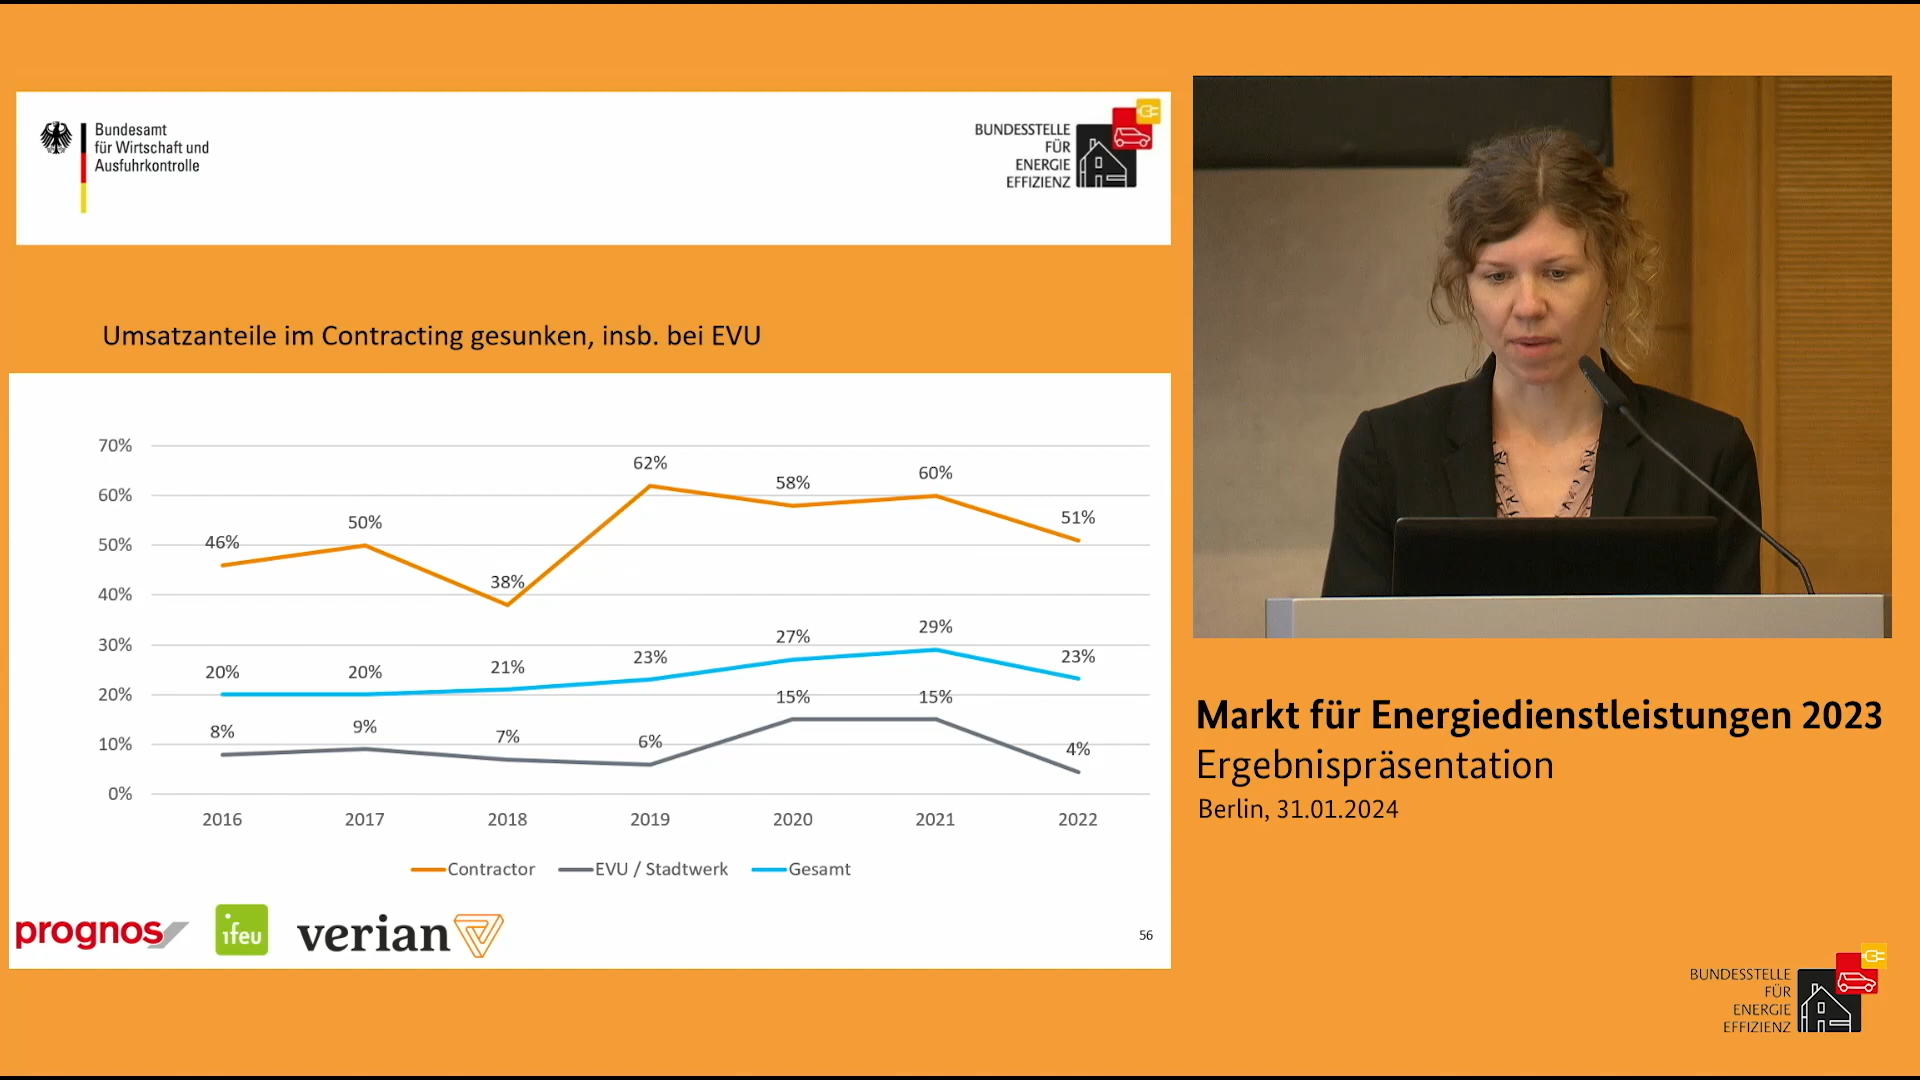 Bundesamt
für Wirtschaft und
Ausfuhrkontrolle
BUNDESSTELLE
FÜR
ENERGIE
EFFIZIENZ
Umsatzanteile im Contracting gesunken, insb. bei EVU
70%
60%
50%
40%
30%
20%
10%
0%
46%
50%
38%
62%
58%
60%
51%
20%
20%
21%
23%
27%
29%
23%
8%
9%
7%
6%
15%
15%
4%
2016 2017 2018 2019 2020 2021 2022
Contractor EVU / Stadtwerk Gesamt
prognos
ifeu
verian
56
Markt für Energiedienstleistungen 2023
Ergebnispräsentation
Berlin, 31.01.2024
BUNDESSTELLE
FÜR
ENERGIE
EFFIZIENZ